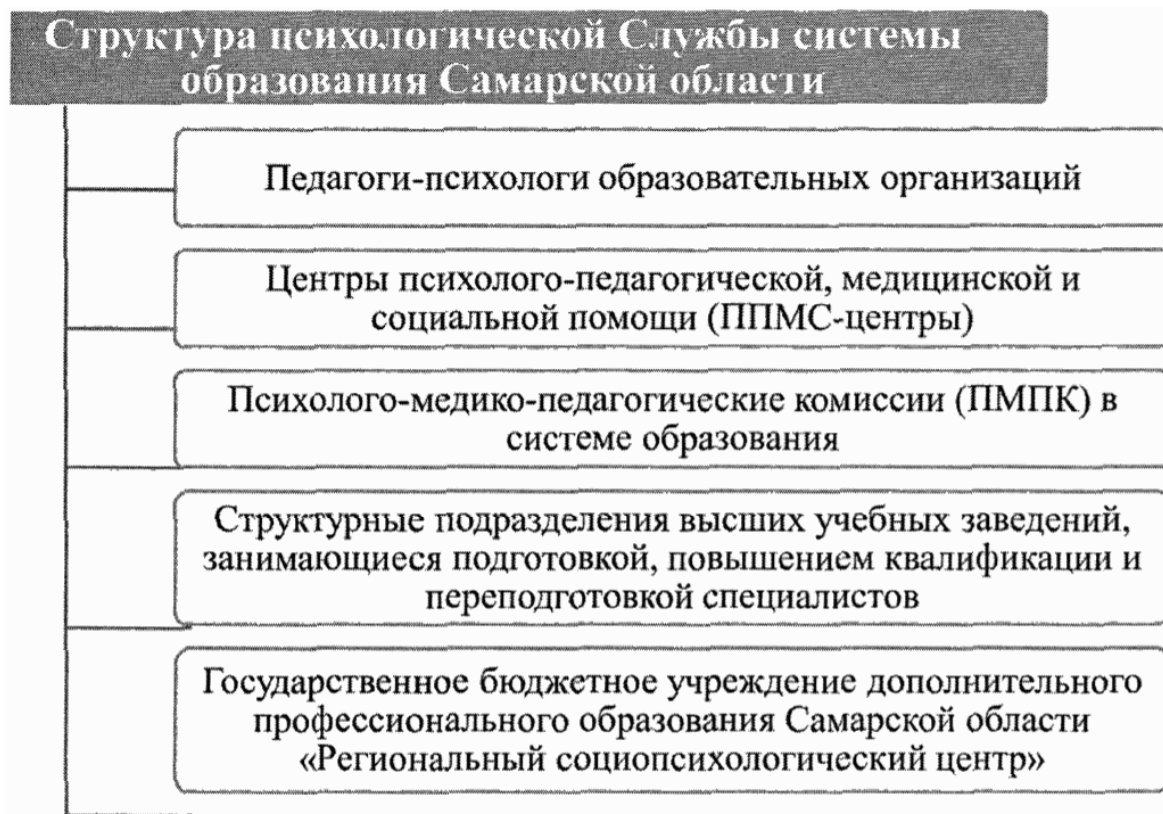 Структура психологической Службы системы
образования Самарской области
Педагоги-психологи образовательных организаций
Центры психолого-педагогической, медицинской и
социальной помощи (ППМС-центры)
Психолого-медико-педагогические комиссии (ПМПК) в
системе образования
Структурные подразделения высших учебных заведений,
занимающиеся подготовкой, повышением квалификации и
переподготовкой специалистов
Государственное бюджетное учреждение дополнительного
профессионального образования Самарской области
«Региональный социопсихологический центр»